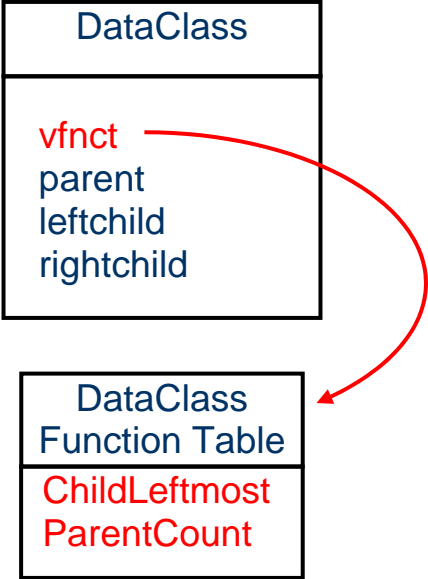 DataClass
vfnct
parent
leftchild
rightchild
DataClass
Function Table
ChildLeftmost
ParentCount